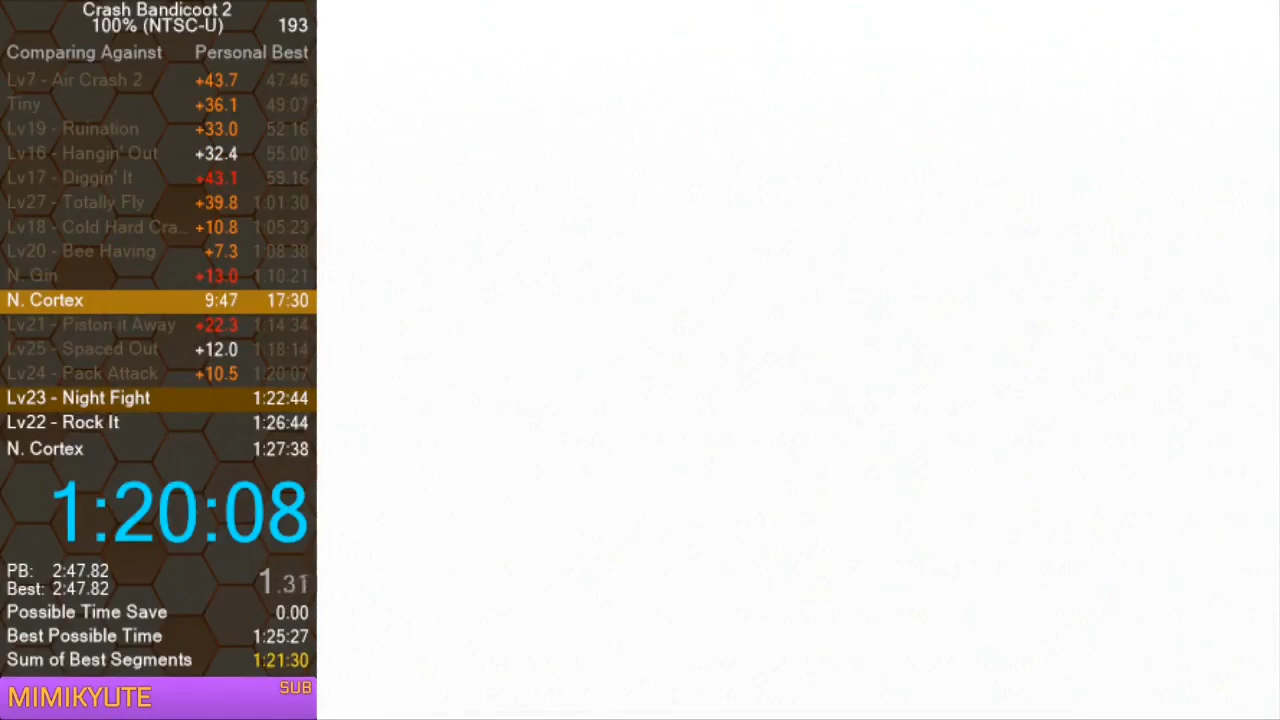 Crash Bandicoot 2
100% (NTSC-U) 193
Comparing Against Personal Best
Lv7 - Air Crash 2 +43.7 47:46
Tiny +36.1 49:07
Lv19 - Ruination +33.0 52:16
Lv16 - Hangin' Out +32.4 55:00
Lv17 - Diggin' It +43.1 59:16
Lv27 - Totally Fly +39.8 1:01:30
Lv18 - Cold Hard Cra... +10.8 1:05:23
Lv20 - Bee Having +7.3 1:08:38
N. Gin +13.0 1:10:21
N. Cortex 9:47 17:30
Lv21 - Piston it Away +22.3 1:14:34
Lv25 - Spaced Out +12.0 1:18:14
Lv24 - Pack Attack +10.5 1:20:07
Lv23 - Night Fight 1:22:44
Lv22 - Rock It 1:26:44
N. Cortex 1:27:38
1:20:08
PB: 2:47.82
Best: 2:47.82 1.31
Possible Time Save 0.00
Best Possible Time 1:25:27
Sum of Best Segments 1:21:30
MIMIKYUTE SUB